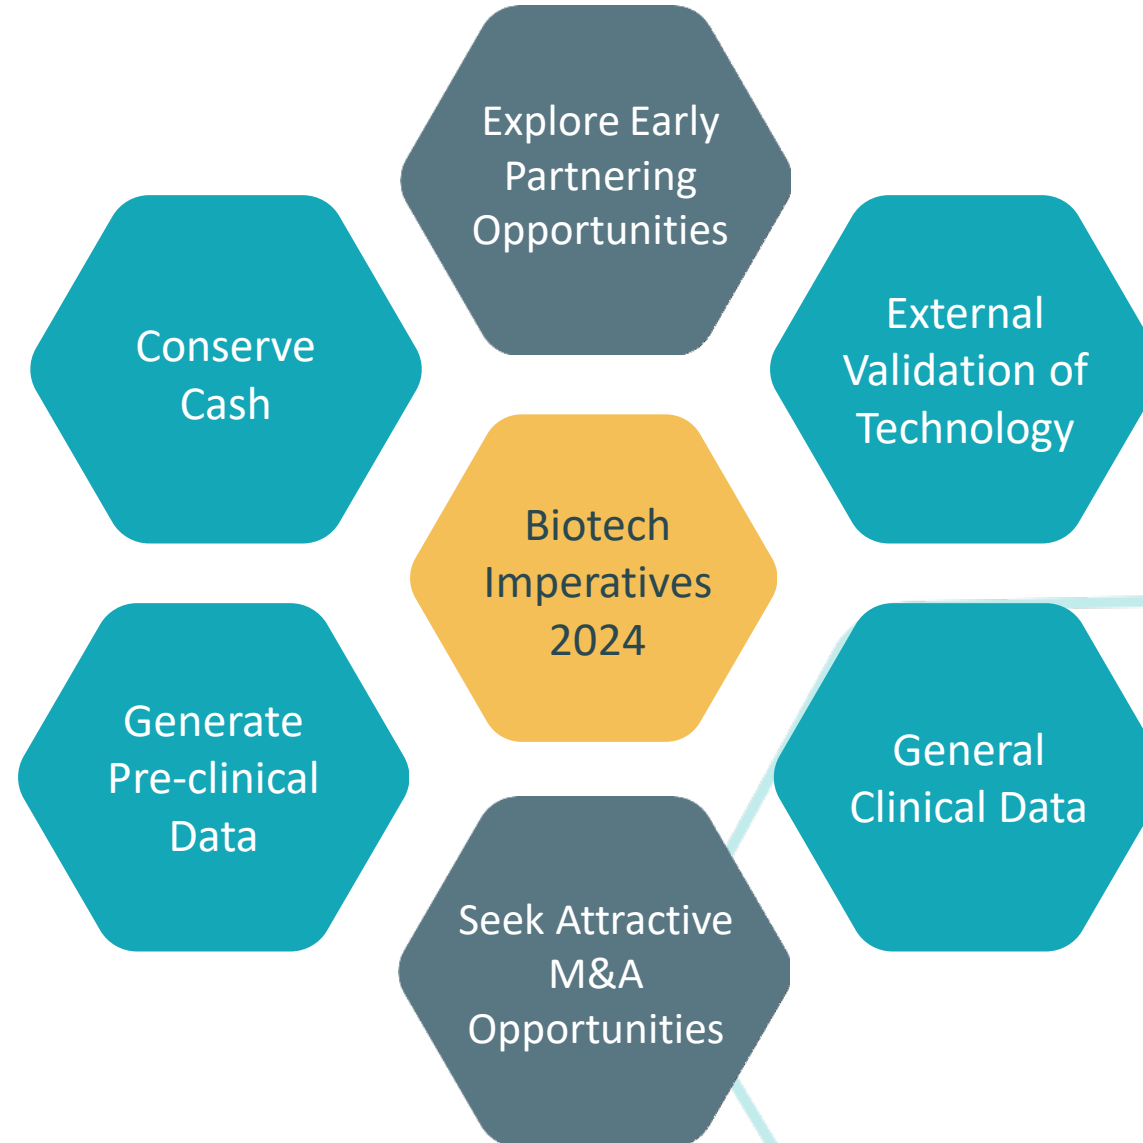 Explore Early
Partnering
Opportunities
Conserve
Cash
External
Validation of
Technology
Biotech
Imperatives
2024
Generate
Pre-clinical
Data
General
Clinical Data
Seek Attractive
M&A
Opportunities